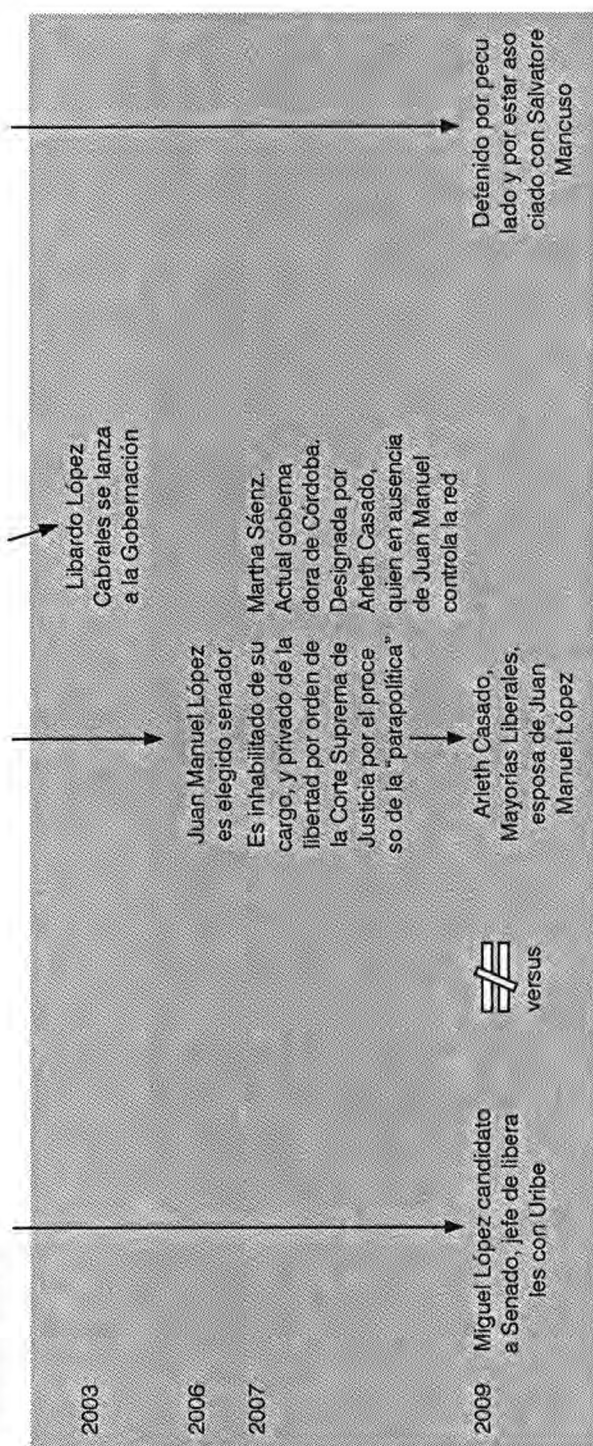 2003
Libardo López
Cabrales se lanza
a la Gobernación
2006
Juan Manuel López
es elegido senador
2007
Es inhabilitado de su
cargo, y privado de la
libertad por orden de
la Corte Suprema de
Justicia por el proce
so de la "parapolítica"
Martha Sáenz.
Actual goberna
dora de Córdoba.
Designada por
Arleth Casado,
quien en ausencia
de Juan Manuel
controla la red
2009
Miguel López candidato
a Senado, jefe de libera
les con Uribe
versus
Arleth Casado,
Mayorías Liberales,
esposa de Juan
Manuel López
Detenido por pecu
lado y por estar aso
ciado con Salvatore
Mancuso